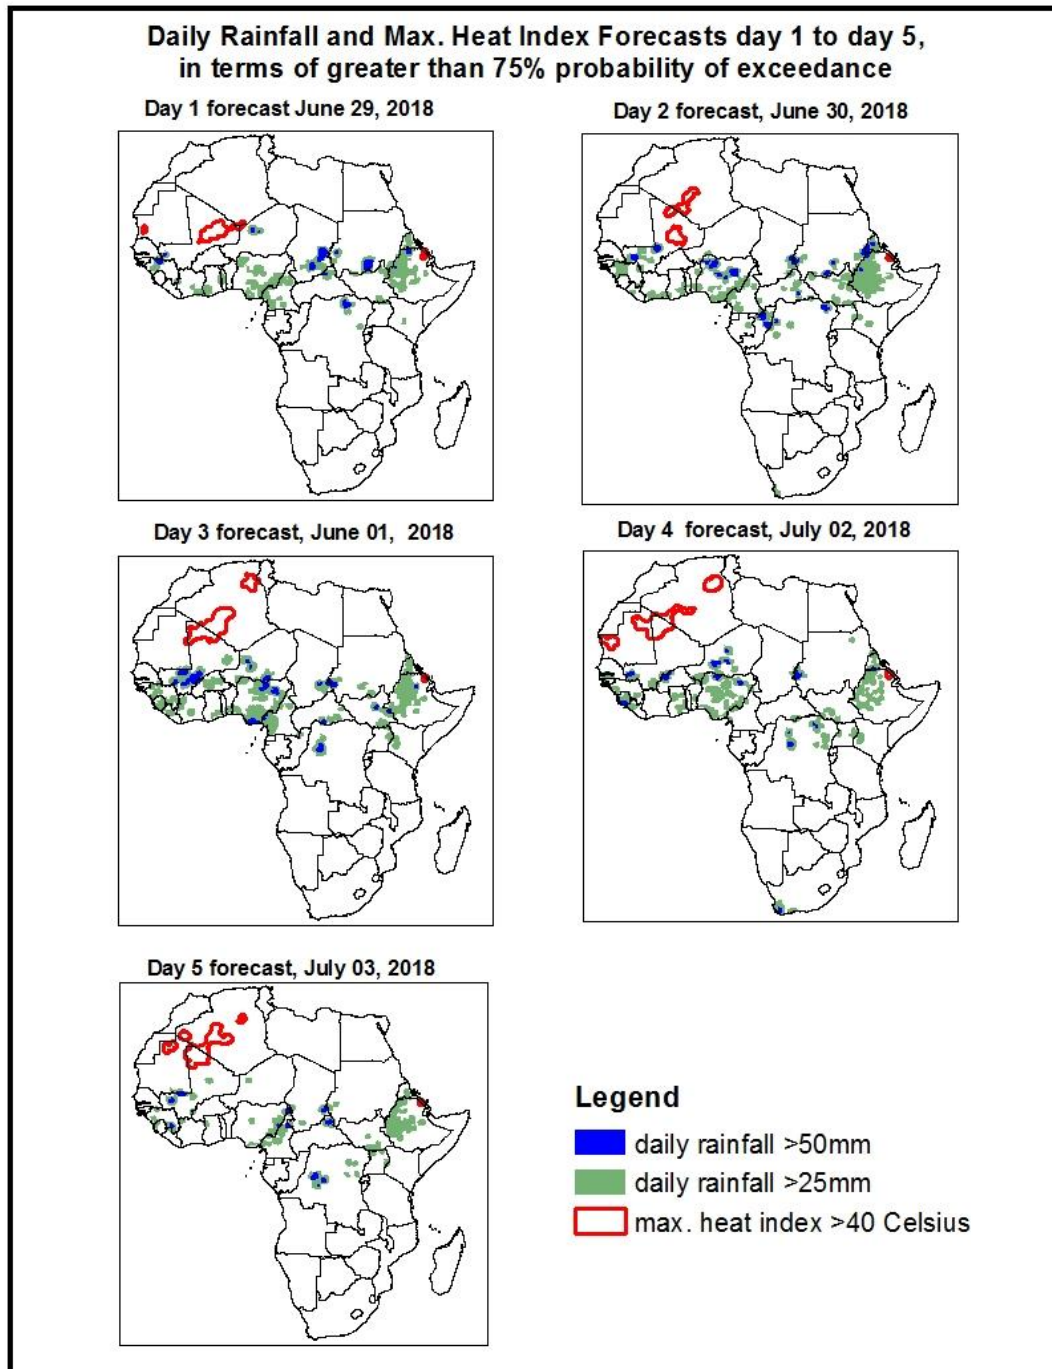 Daily Rainfall and Max. Heat Index Forecasts day 1 to day 5,
in terms of greater than 75% probability of exceedance
Day 1 forecast June 29, 2018
Day 2 forecast, June 30, 2018
Day 3 forecast, June 01, 2018
Day 4 forecast, July 02, 2018
Day 5 forecast, July 03, 2018
Legend
daily rainfall >50mm
daily rainfall >25mm
max. heat index >40 Celsius